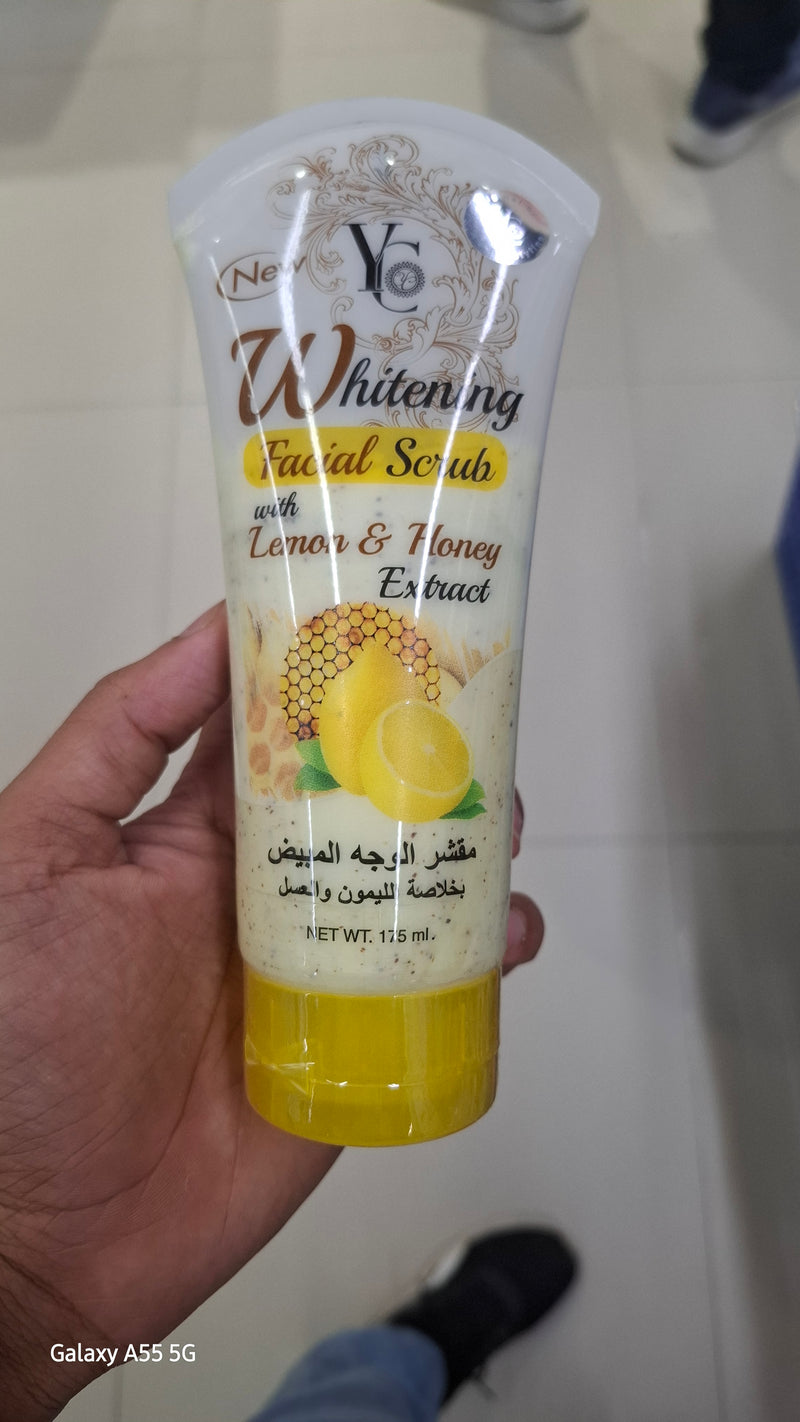 New
YC
Whitening
Facial Scrub
with
Lemon & Honey
Extract
مقشر الوجه المبيض
بخلاصة الليمون والعسل
NET WT. 175 ml.
Galaxy A55 5G